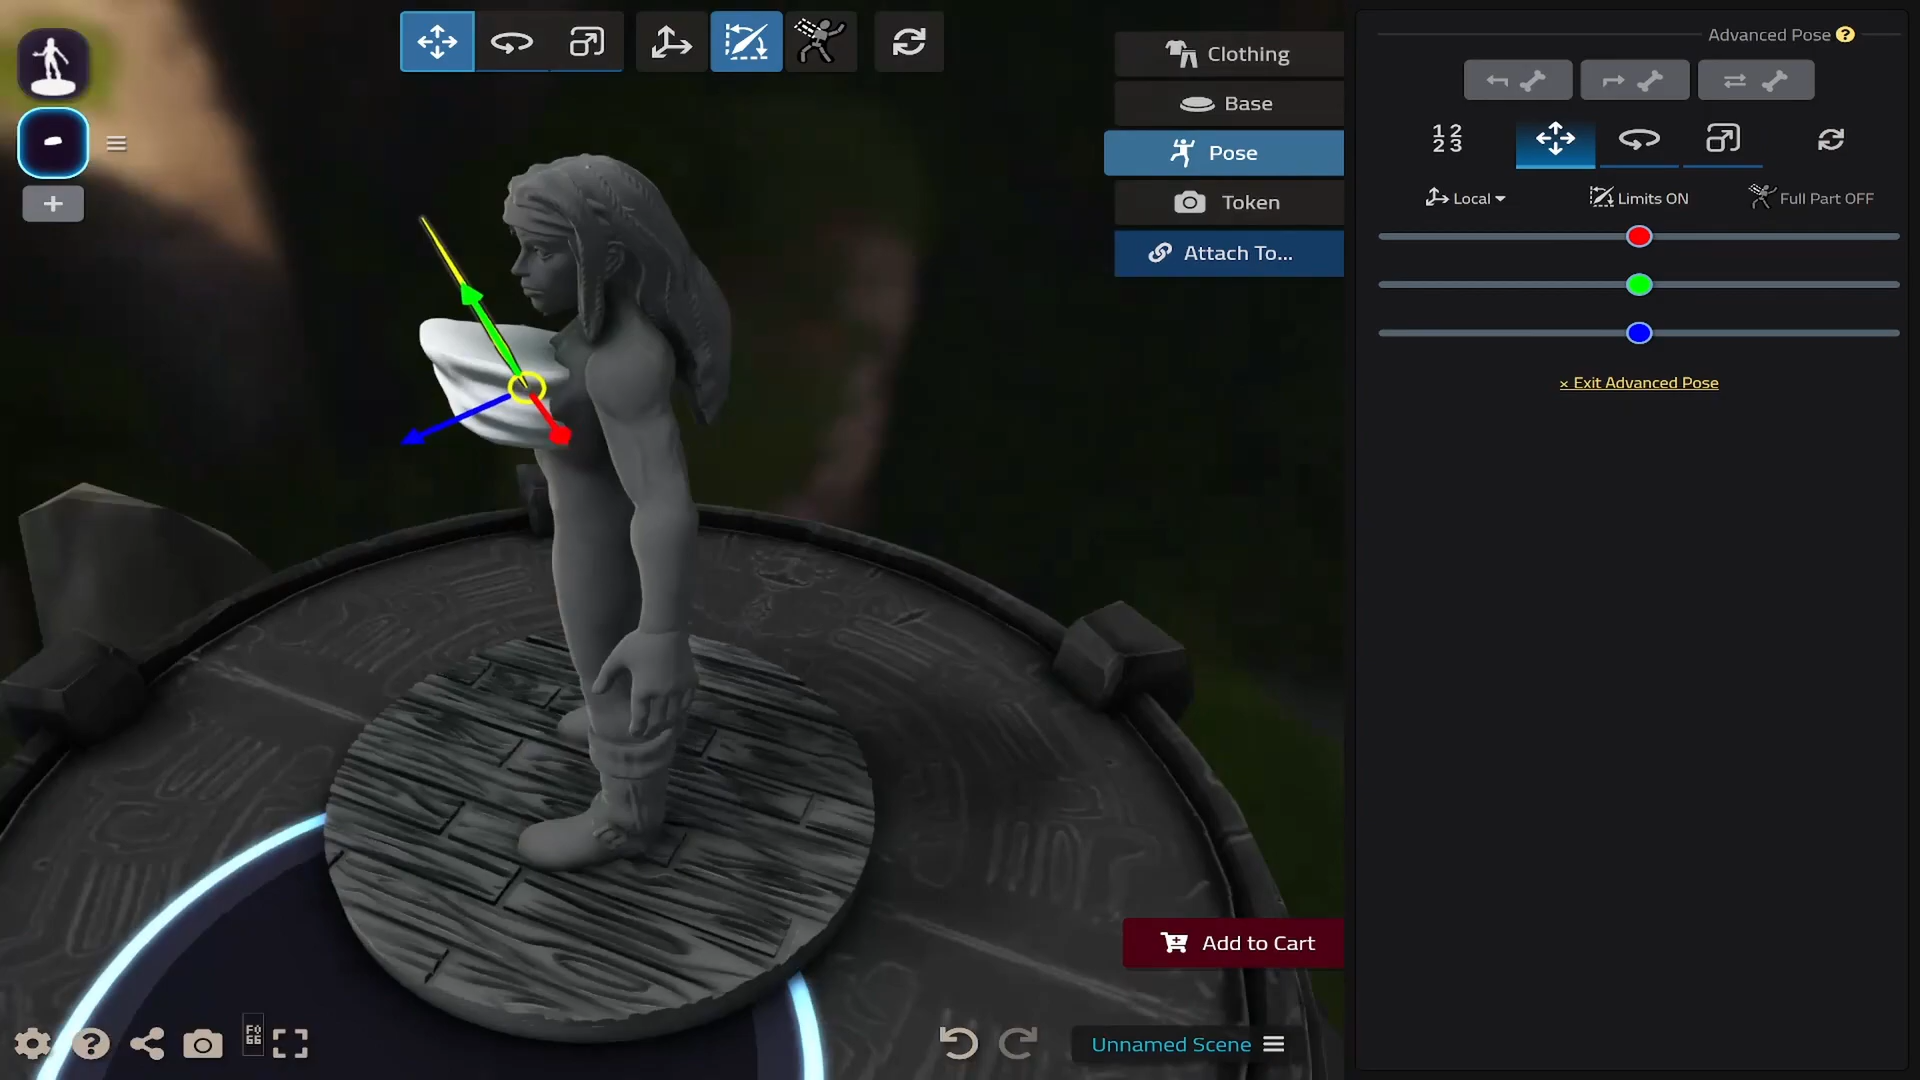 Clothing
Base
Pose
Token
Attach To...
Advanced Pose ?
1 2
2 3
Local
Limits ON
Full Part OFF
× Exit Advanced Pose
Add to Cart
Unnamed Scene